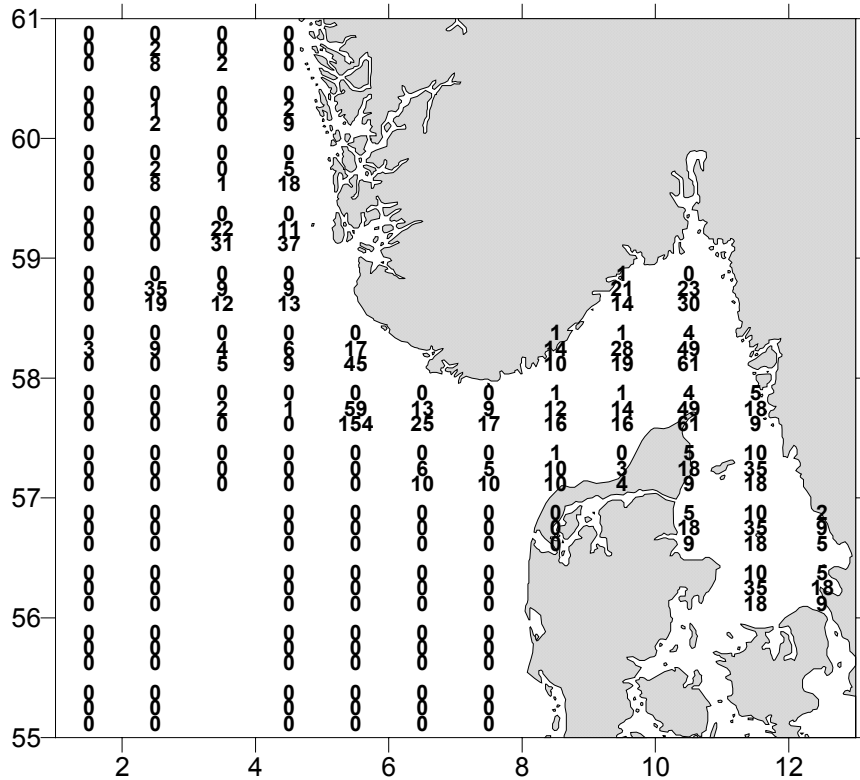 61
0 0 0 0
0 2 0 0
0 8 2 0
0 0 0 0
0 1 0 2
0 2 0 9
60
0 0 0 0
0 2 0 5
0 8 1 18
0 0 0 0
0 0 22 11
0 0 31 37
59
0 0 0 0 1 0
0 35 9 9 21 23
0 19 12 13 14 30
0 0 0 0 0 1 1 4
3 9 4 6 17 14 28 49
0 0 5 9 45 10 19 61
58
0 0 0 0 0 0 0 1 1 4 5
0 0 2 1 59 13 9 12 14 49 18
0 0 0 0 154 25 17 16 16 61 9
0 0 0 0 0 0 0 1 0 5 10
0 0 0 0 0 6 5 10 3 18 35
0 0 0 0 0 10 10 10 4 9 18
57
0 0 0 0 0 0 0 5 10 2
0 0 0 0 0 0 0 18 35 9
0 0 0 0 0 0 0 9 18 5
0 0 0 0 0 0 10 5
0 0 0 0 0 0 35 18
0 0 0 0 0 0 18 9
56
0 0 0 0 0 0
0 0 0 0 0 0
0 0 0 0 0 0
0 0 0 0 0 0
0 0 0 0 0 0
0 0 0 0 0 0
55
2 4 6 8 10 12